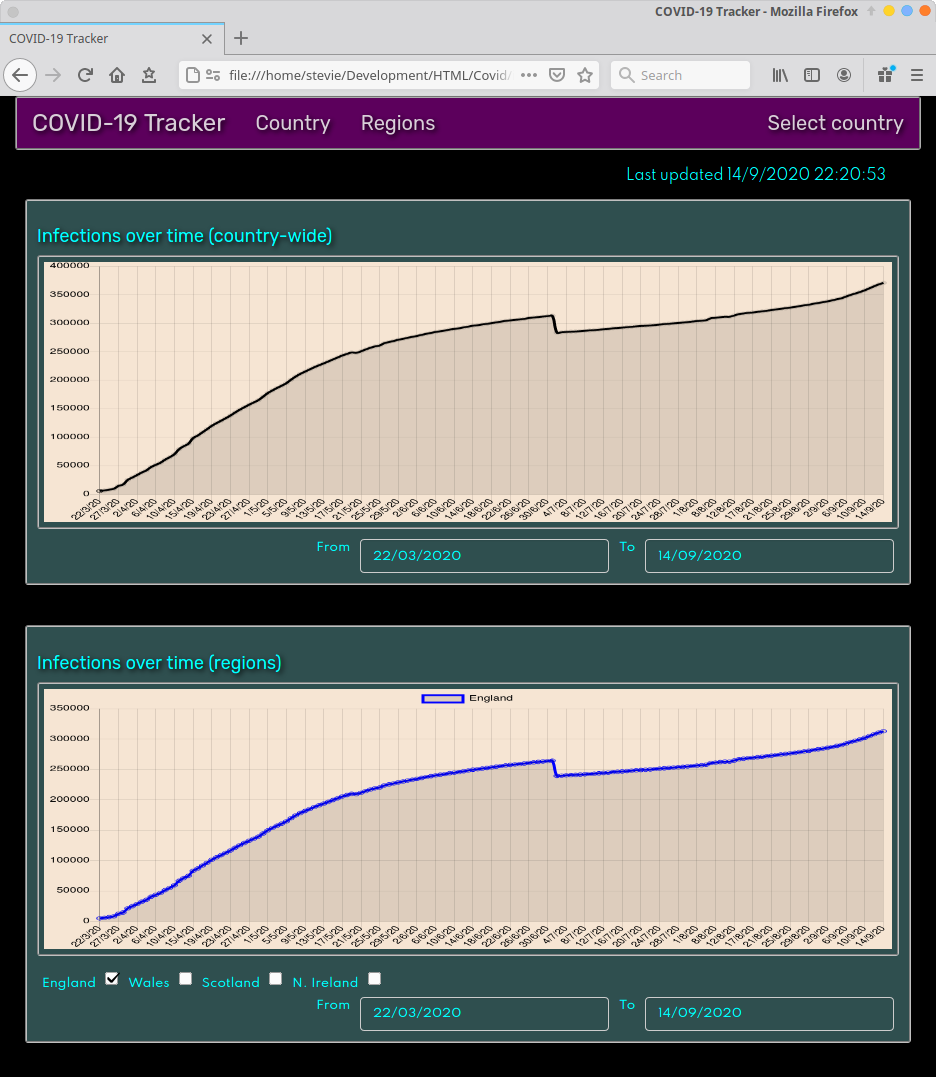 COVID-19 Tracker - Mozilla Firefox
COVID-19 Tracker
file:///home/stevie/Development/HTML/Covid/
Search
COVID-19 Tracker Country Regions Select country
Last updated 14/9/2020 22:20:53
Infections over time (country-wide)
400000
350000
300000
250000
200000
150000
100000
50000
0
22/3/20 27/3/20 2/4/20 6/4/20 10/4/20 15/4/20 19/4/20 23/4/20 27/4/20 1/5/20 5/5/20 9/5/20 13/5/20 17/5/20 21/5/20 25/5/20 29/5/20 2/6/20 6/6/20 10/6/20 14/6/20 18/6/20 22/6/20 26/6/20 30/6/20 4/7/20 8/7/20 12/7/20 16/7/20 20/7/20 24/7/20 28/7/20 1/8/20 8/8/20 12/8/20 17/8/20 21/8/20 25/8/20 29/8/20 2/9/20 6/9/20 10/9/20 14/9/20
From 22/03/2020 To 14/09/2020
Infections over time (regions)
England
350000
300000
250000
200000
150000
100000
50000
0
22/3/20 27/3/20 2/4/20 6/4/20 10/4/20 15/4/20 19/4/20 23/4/20 27/4/20 1/5/20 5/5/20 9/5/20 13/5/20 17/5/20 21/5/20 25/5/20 29/5/20 2/6/20 6/6/20 10/6/20 14/6/20 18/6/20 22/6/20 26/6/20 30/6/20 4/7/20 8/7/20 12/7/20 16/7/20 20/7/20 24/7/20 28/7/20 1/8/20 8/8/20 12/8/20 17/8/20 21/8/20 25/8/20 29/8/20 2/9/20 6/9/20 10/9/20 14/9/20
England Wales Scotland N. Ireland
From 22/03/2020 To 14/09/2020